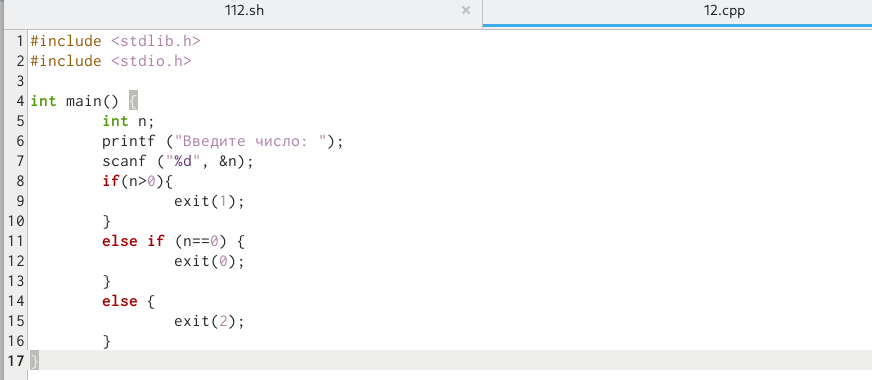 112.sh × 12.cpp
1 #include <stdlib.h>
2 #include <stdio.h>
3
4 int main() {
5 int n;
6 printf ("Введите число: ");
7 scanf ("%d", &n);
8 if(n>0){
9 exit(1);
10 }
11 else if (n==0) {
12 exit(0);
13 }
14 else {
15 exit(2);
16 }
17 }